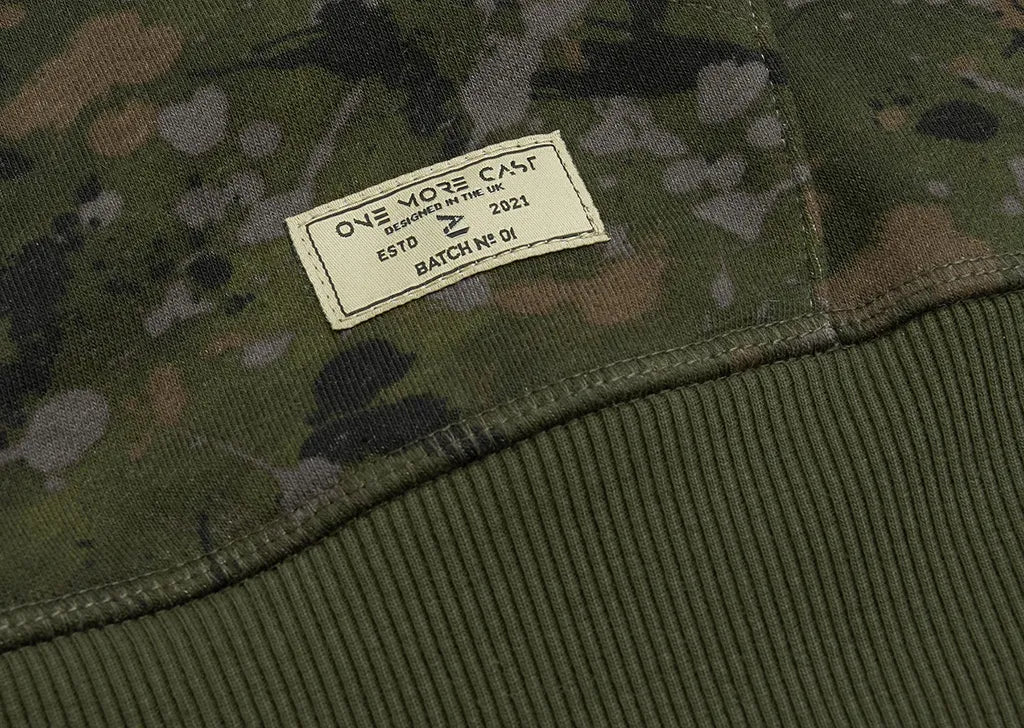 ONE MORE CAST
DESIGNED IN THE UK
ESTD 2021
BATCH Nº 01